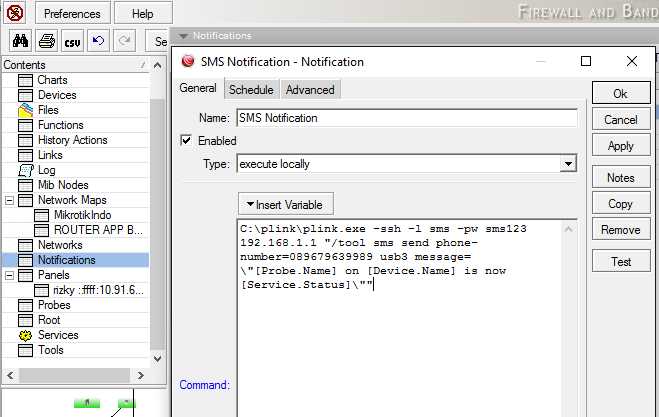 Preferences
Help
FIREWALL AND BAND
CSV
Se
Notifications
Contents
Charts
Devices
Files
Functions
History Actions
Links
Log
Mib Nodes
Network Maps
MikrotikIndo
ROUTER APP B...
Networks
Notifications
Panels
rizky ::ffff:10.91.6...
Probes
Root
Services
Tools
SMS Notification - Notification
General
Schedule
Advanced
Name:
SMS Notification
Enabled
Type:
execute locally
Insert Variable
C:\plink\plink.exe -ssh -l sms -pw sms123
192.168.1.1 "/tool sms send phone-
number=089679639989 usb3 message=
\"[Probe.Name] on [Device.Name] is now
[Service.Status]\""
Command:
Ok
Cancel
Apply
Notes
Copy
Remove
Test